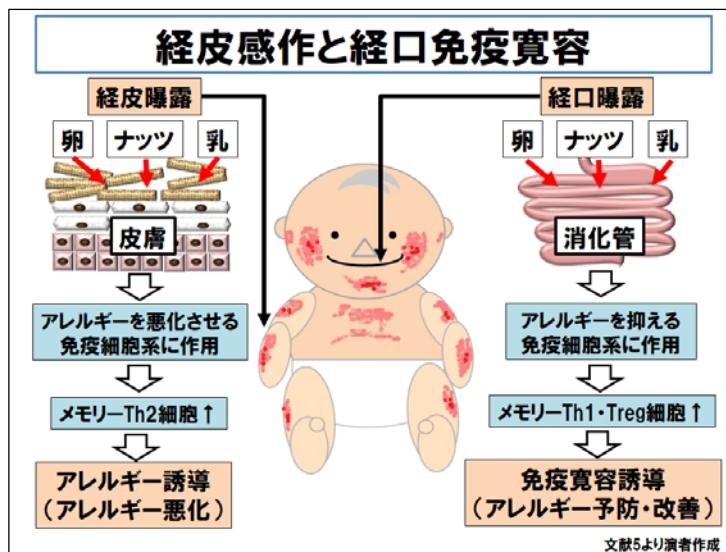 経皮感作と経口免疫寛容
経皮曝露
卵 ナッツ 乳
皮膚
アレルギーを悪化させる
免疫細胞系に作用
メモリーTh2細胞↑
アレルギー誘導
（アレルギー悪化）
経口曝露
卵 ナッツ 乳
消化管
アレルギーを抑える
免疫細胞系に作用
メモリーTh1・Treg細胞↑
免疫寛容誘導
（アレルギー予防・改善）
文献5より演者作成